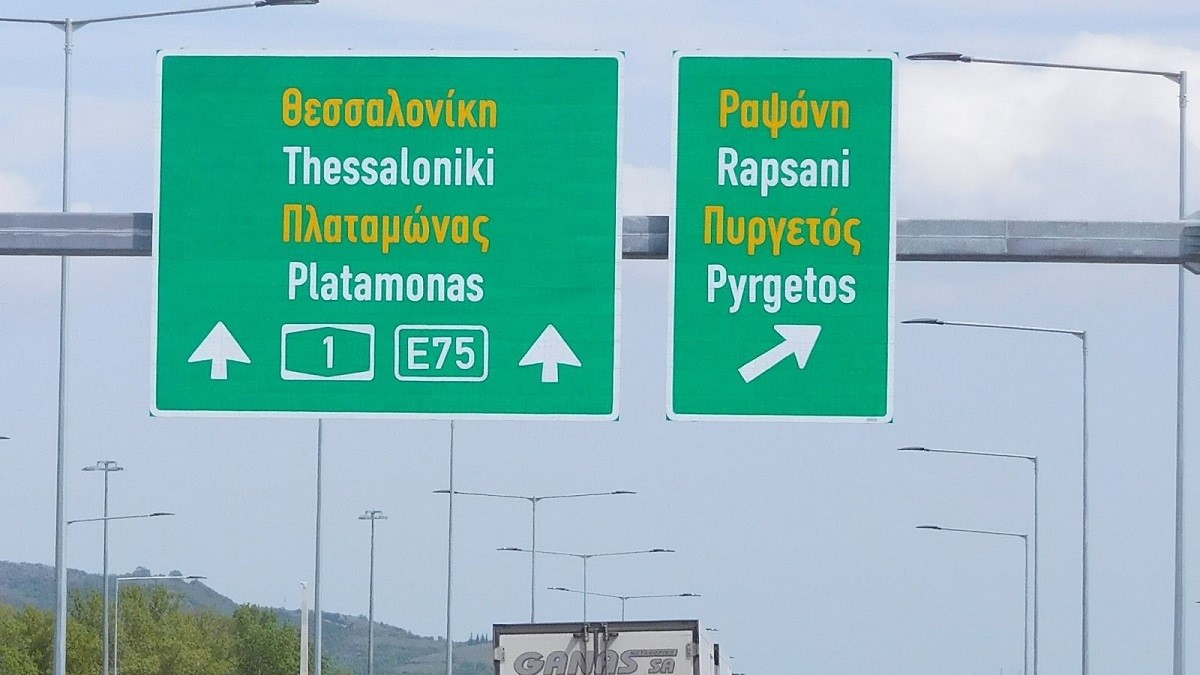 Θεσσαλονίκη
Thessaloniki
Πλαταμώνας
Platamonas
1 E75
Ραψάνη
Rapsani
Πυργετός
Pyrgetos
GANAS SA